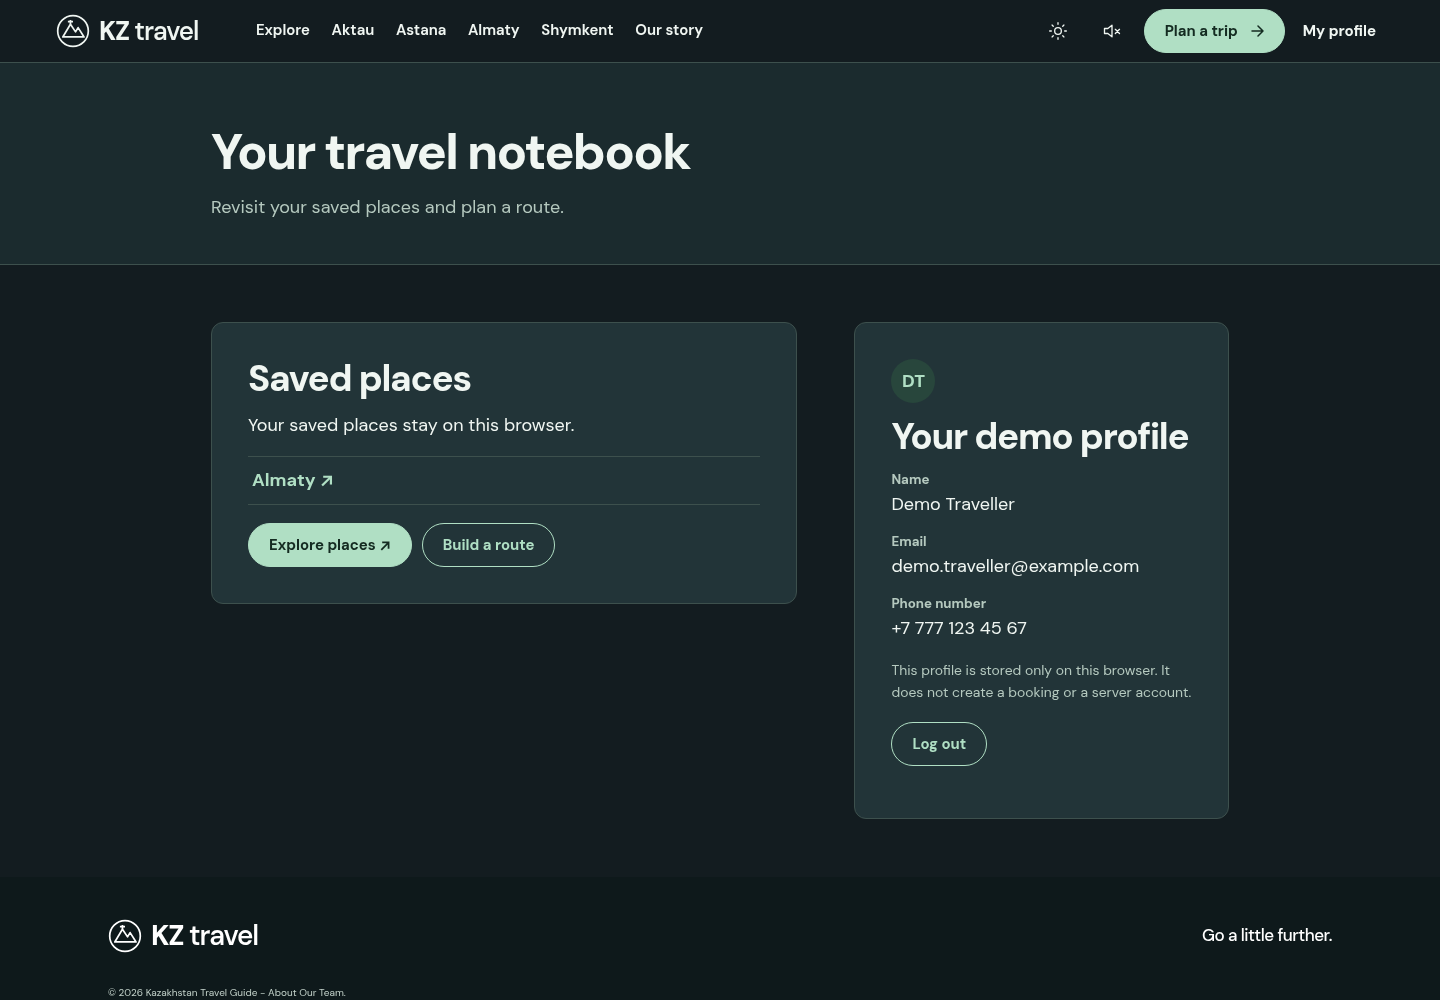 KZ travel
Explore
Aktau
Astana
Almaty
Shymkent
Our story
Plan a trip →
My profile
Your travel notebook
Revisit your saved places and plan a route.
Saved places
Your saved places stay on this browser.
Almaty ↗
Explore places ↗
Build a route
DT
Your demo profile
Name
Demo Traveller
Email
demo.traveller@example.com
Phone number
+7 777 123 45 67
This profile is stored only on this browser. It
does not create a booking or a server account.
Log out
KZ travel
Go a little further.
© 2026 Kazakhstan Travel Guide – About Our Team.